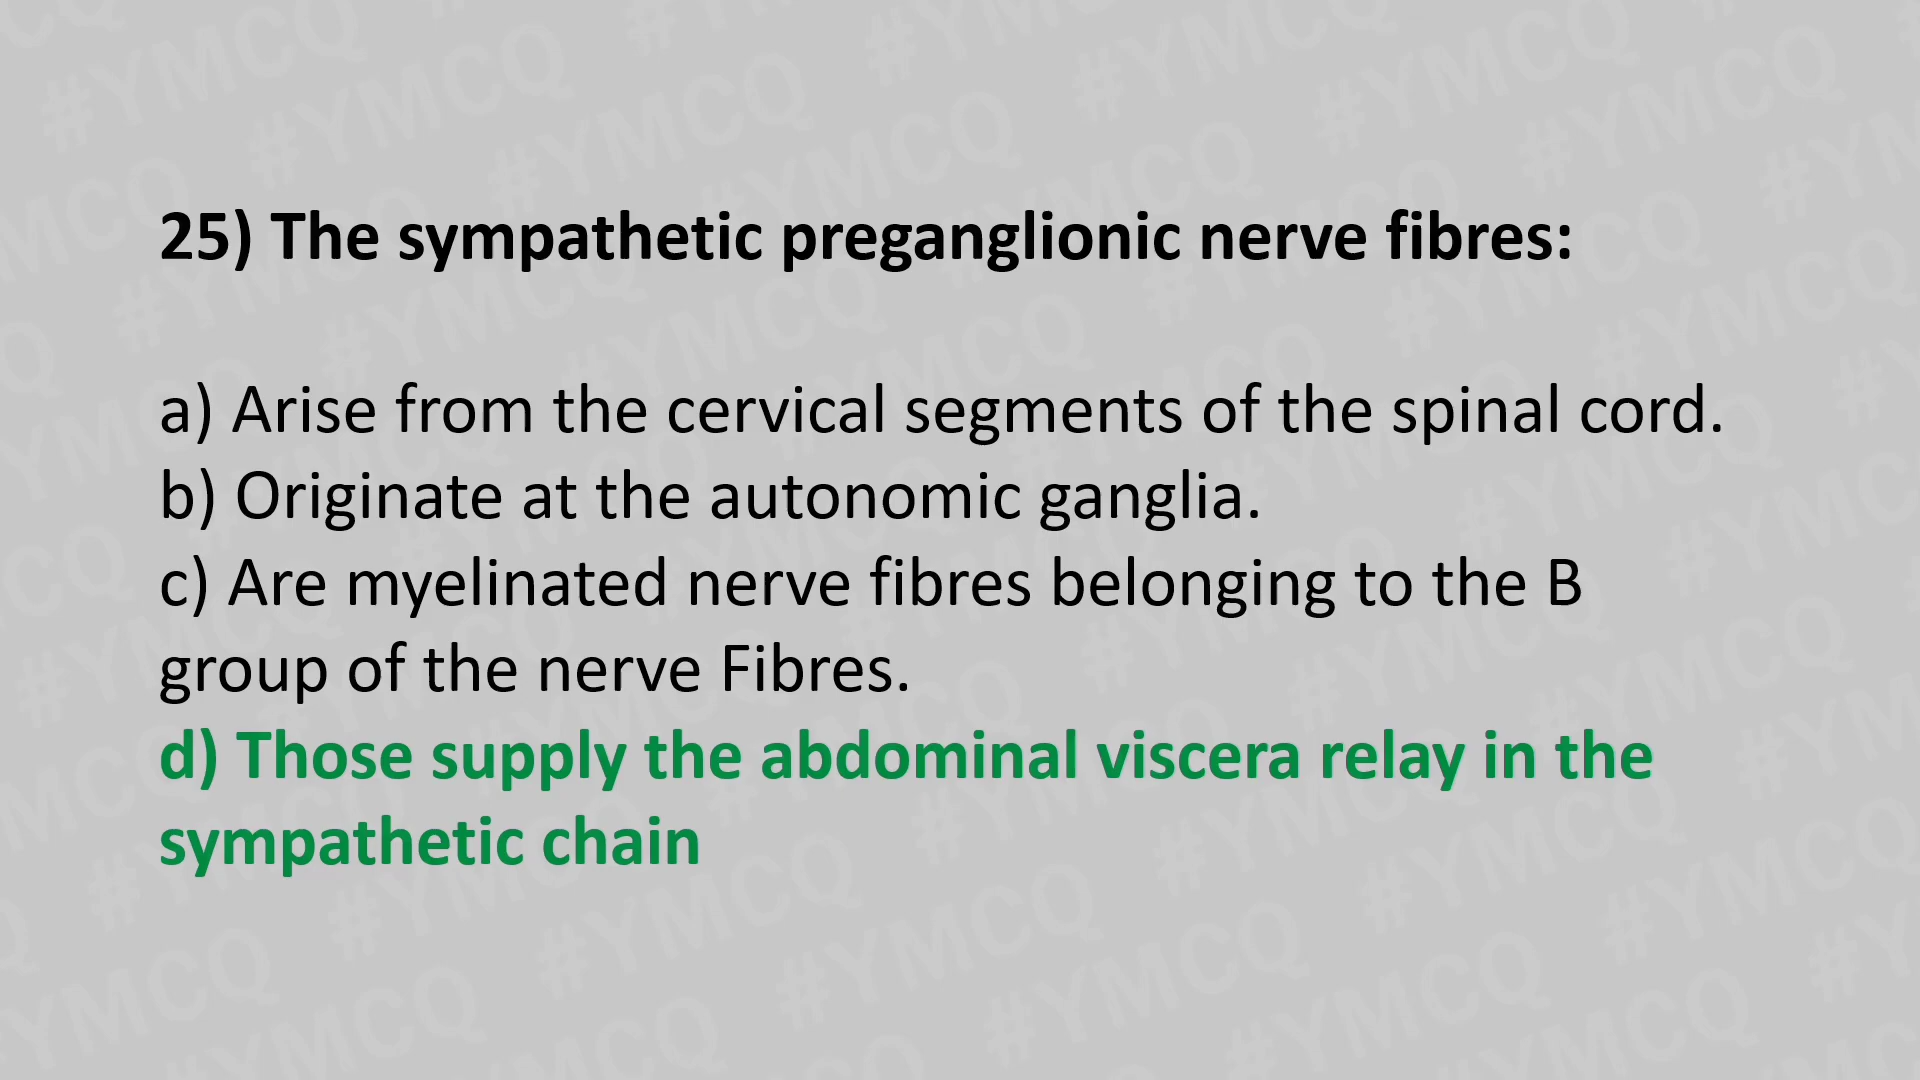 25) The sympathetic preganglionic nerve fibres:
a) Arise from the cervical segments of the spinal cord.
b) Originate at the autonomic ganglia.
c) Are myelinated nerve fibres belonging to the B
group of the nerve Fibres.
d) Those supply the abdominal viscera relay in the
sympathetic chain
#YMCQ